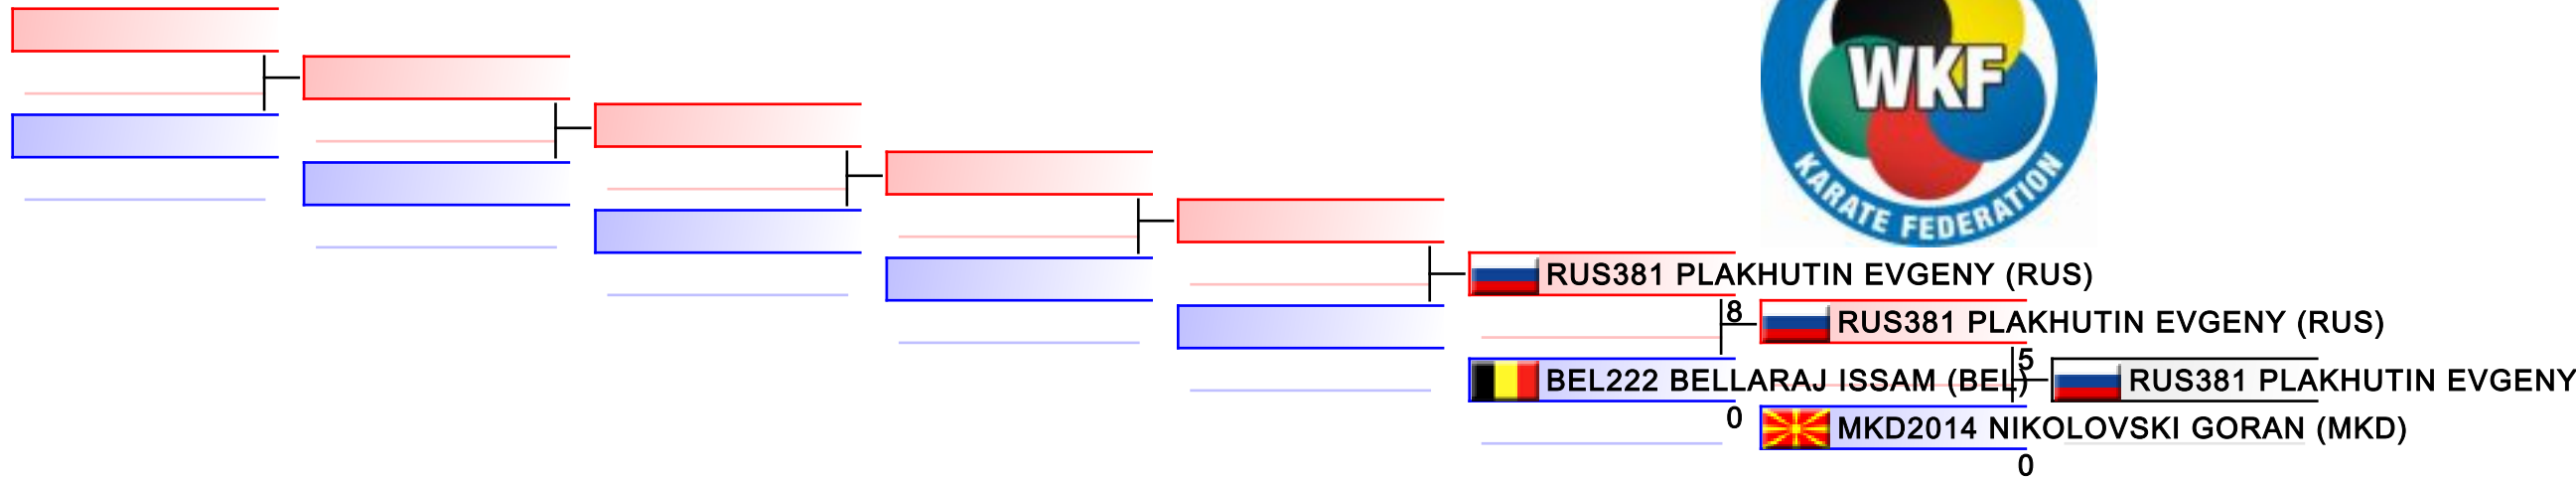 WKF
KARATE FEDERATION
RUS381 PLAKHUTIN EVGENY (RUS)
8
RUS381 PLAKHUTIN EVGENY (RUS)
5
BEL222 BELLARAJ ISSAM (BEL)
RUS381 PLAKHUTIN EVGENY
0
MKD2014 NIKOLOVSKI GORAN (MKD)
0